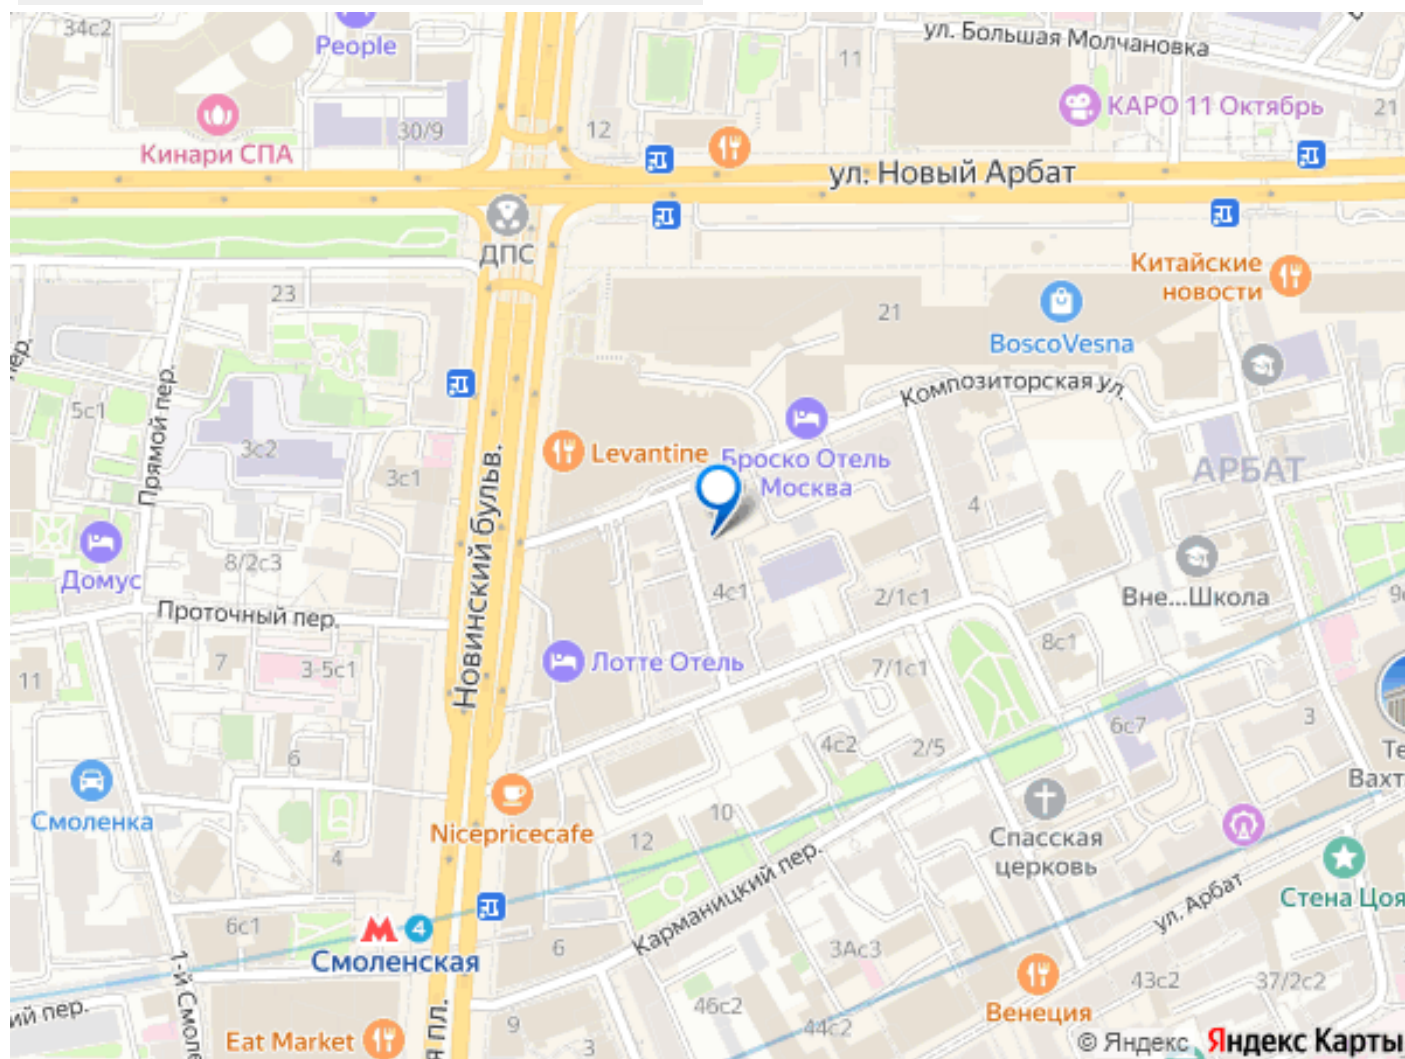 34с2
People
ул. Большая Молчановка
11
КАРО 11 Октябрь
21
Кинари СПА
30/9
12
ул. Новый Арбат
ДПС
Китайские
новости
23
21
BoscoVesna
Прямой пер.
5с1
Композиторская ул.
3с2
3с1
Levantine
Броско Отель
Москва
АРБАТ
Новинский бульв.
4
Домус
8/2с3
4с1
2/1с1
Вне...Школа
Проточный пер.
7
3-5с1
11
Лотте Отель
7/1с1
8с1
6с7
3
4с2
2/5
6
Смоленка
Nicepricecafe
10
12
4
Спасская
церковь
Карманицкий пер.
Стена Цоя
ул. Арбат
6с1
Смоленская
4
6
3Ас3
43с2
37/2с2
46с2
44с2
Венеция
Eat Market
9
3
© Яндекс Яндекс Карты